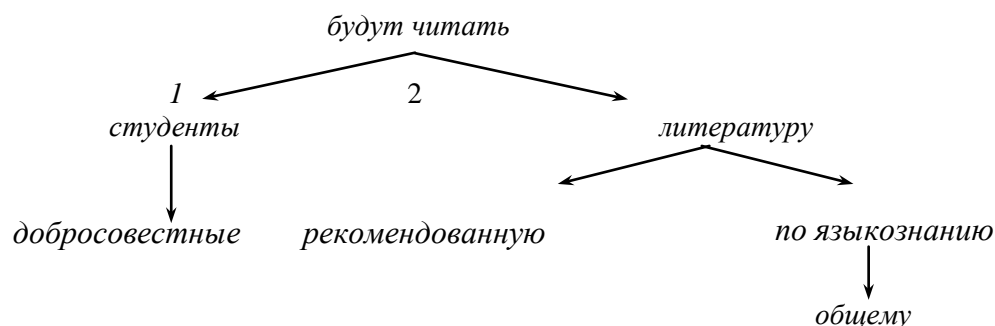 будут читать
1 2
студенты литературу
добросовестные рекомендованную по языкознанию
общему